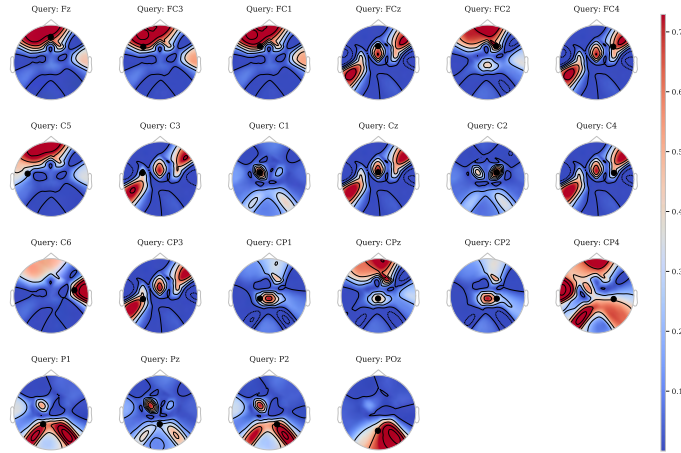 Query: Fz Query: FC3 Query: FC1 Query: FCz Query: FC2 Query: FC4
Query: C5 Query: C3 Query: C1 Query: Cz Query: C2 Query: C4
Query: C6 Query: CP3 Query: CP1 Query: CPz Query: CP2 Query: CP4
Query: P1 Query: Pz Query: P2 Query: POz
0.7
0.6
0.5
0.4
0.3
0.2
0.1